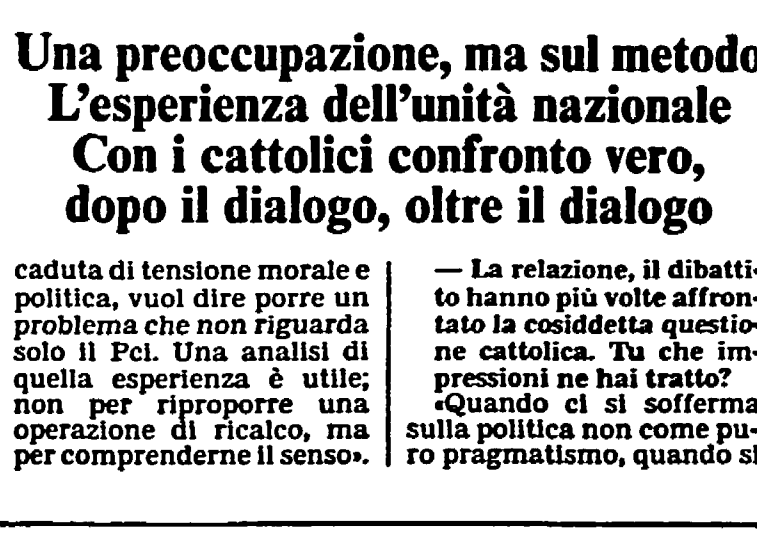 Una preoccupazione, ma sul metodo
L'esperienza dell'unità nazionale
Con i cattolici confronto vero,
dopo il dialogo, oltre il dialogo
caduta di tensione morale e
politica, vuol dire porre un
problema che non riguarda
solo il Pci. Una analisi di
quella esperienza è utile;
non per riproporre una
operazione di ricalco, ma
per comprenderne il senso».
— La relazione, il dibatti-
to hanno più volte affron-
tato la cosiddetta questio-
ne cattolica. Tu che im-
pressioni ne hai tratto?
«Quando ci si sofferma
sulla politica non come pu-
ro pragmatismo, quando si